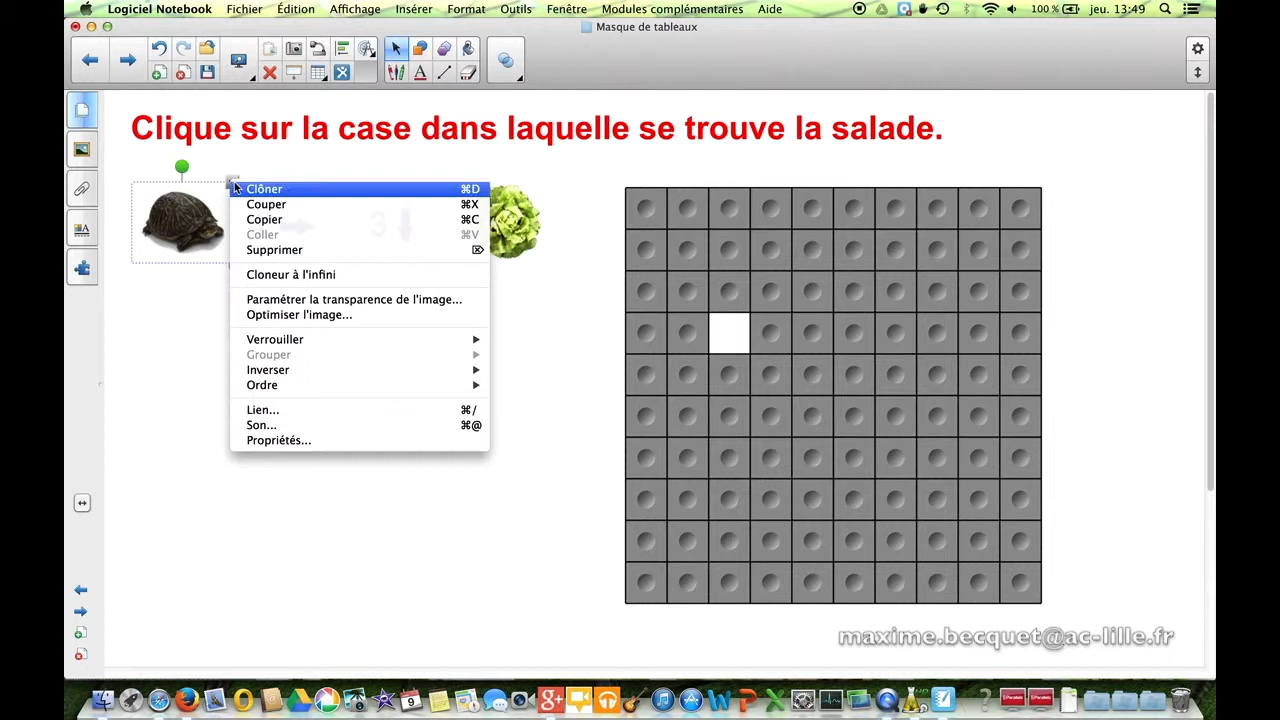 Logiciel Notebook Fichier Édition Affichage Insérer Format Outils Fenêtre Modules complémentaires Aide 100 % jeu. 13:49
Masque de tableaux
Clique sur la case dans laquelle se trouve la salade.
3
Clôner ⌘D
Couper ⌘X
Copier ⌘C
Coller ⌘V
Supprimer
Cloneur à l'infini
Paramétrer la transparence de l'image...
Optimiser l'image...
Verrouiller
Grouper
Inverser
Ordre
Lien... ⌘/
Son... ⌘@
Propriétés...
maxime.becquet@ac-lille.fr